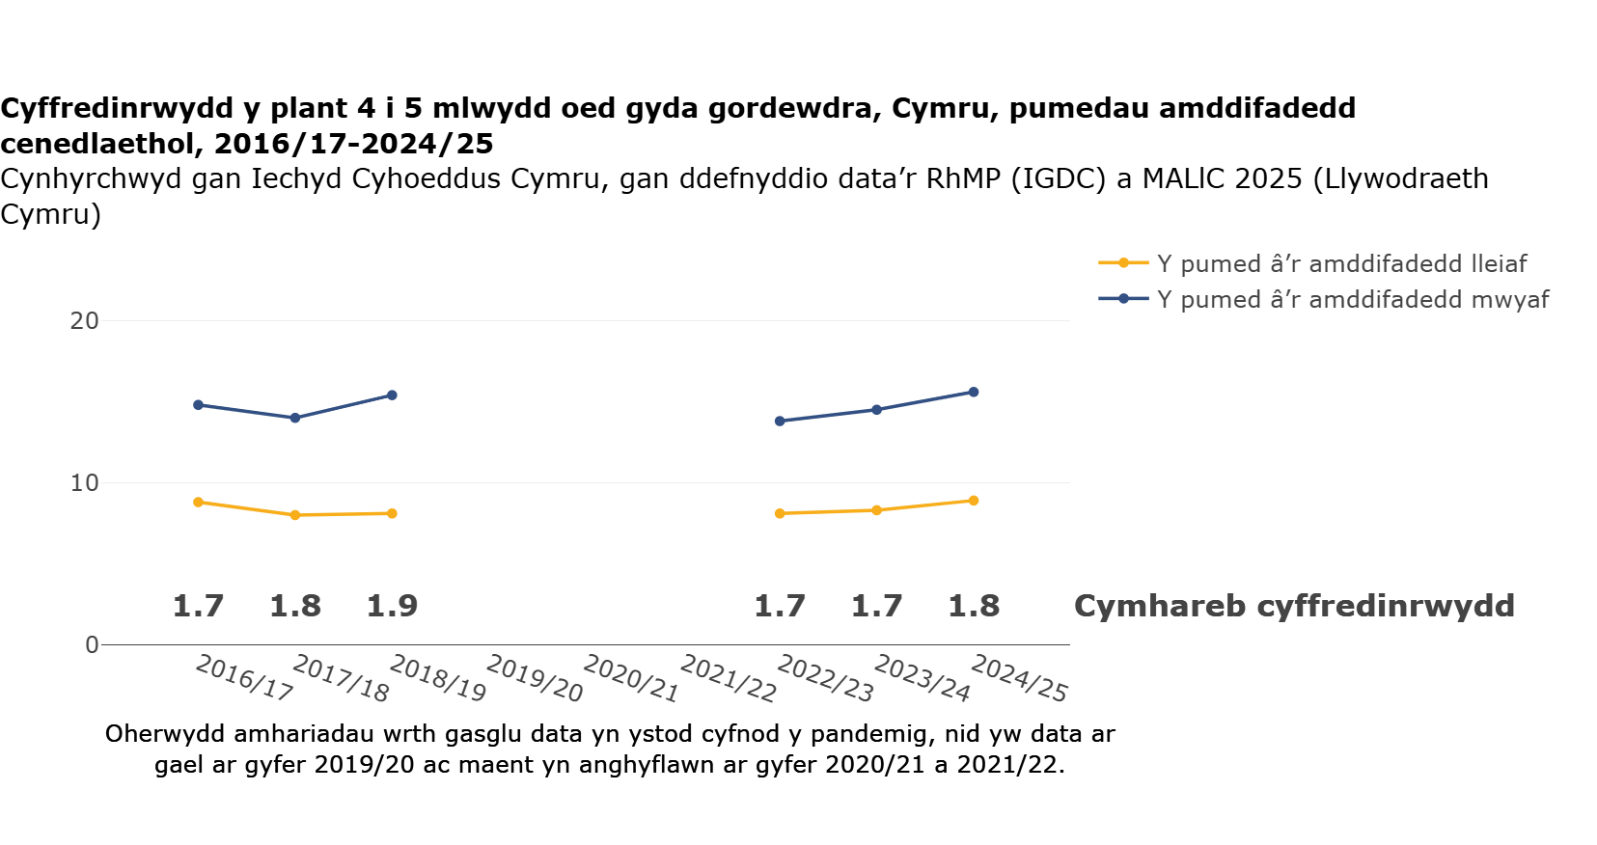 Cyffredinrwydd y plant 4 i 5 mlwydd oed gyda gordewdra, Cymru, pumedau amddifadedd
cenedlaethol, 2016/17-2024/25
Cynhyrchwyd gan Iechyd Cyhoeddus Cymru, gan ddefnyddio data’r RhMP (IGDC) a MALlC 2025 (Llywodraeth
Cymru)
Y pumed â’r amddifadedd lleiaf
Y pumed â’r amddifadedd mwyaf
20
10
1.7 1.8 1.9 1.7 1.7 1.8 Cymhareb cyffredinrwydd
0
2016/17 2017/18 2018/19 2019/20 2020/21 2021/22 2022/23 2023/24 2024/25
Oherwydd amhariadau wrth gasglu data yn ystod cyfnod y pandemig, nid yw data ar
gael ar gyfer 2019/20 ac maent yn anghyflawn ar gyfer 2020/21 a 2021/22.